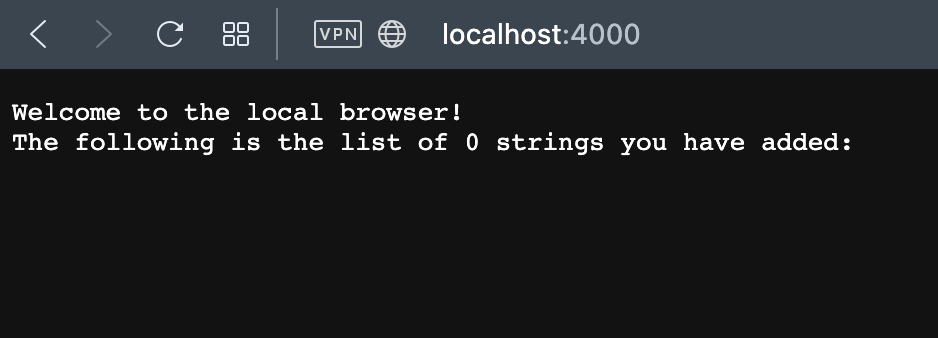 VPN localhost:4000
Welcome to the local browser!
The following is the list of 0 strings you have added: